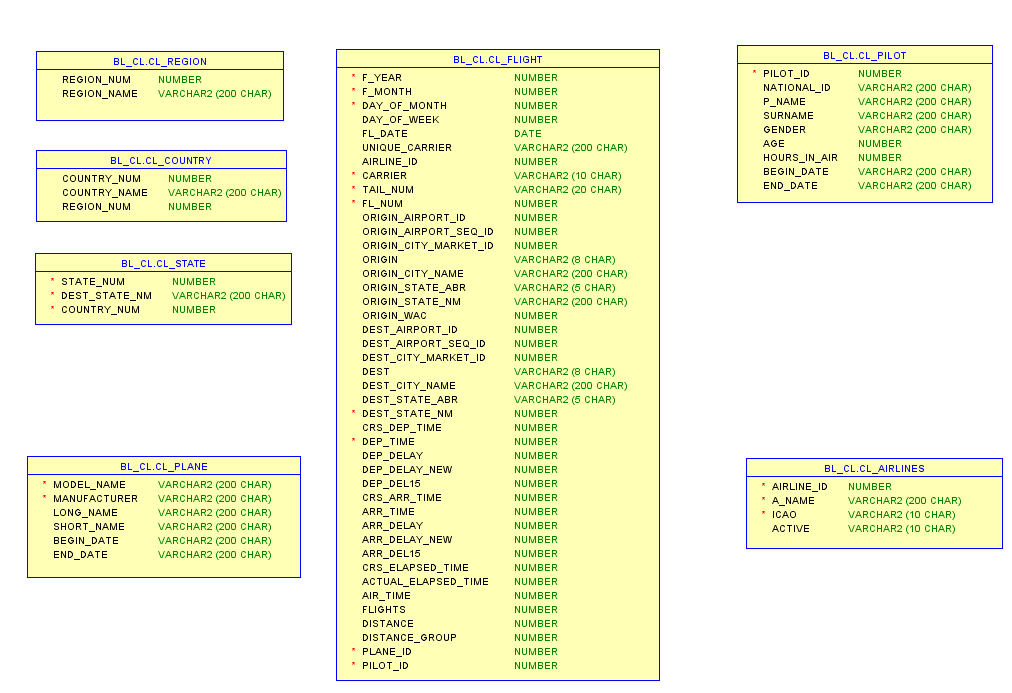 BL_CL.CL_REGION
REGION_NUM NUMBER
REGION_NAME VARCHAR2 (200 CHAR)
BL_CL.CL_COUNTRY
COUNTRY_NUM NUMBER
COUNTRY_NAME VARCHAR2 (200 CHAR)
REGION_NUM NUMBER
BL_CL.CL_STATE
* STATE_NUM NUMBER
* DEST_STATE_NM VARCHAR2 (200 CHAR)
* COUNTRY_NUM NUMBER
BL_CL.CL_PLANE
* MODEL_NAME VARCHAR2 (200 CHAR)
* MANUFACTURER VARCHAR2 (200 CHAR)
LONG_NAME VARCHAR2 (200 CHAR)
SHORT_NAME VARCHAR2 (200 CHAR)
BEGIN_DATE VARCHAR2 (200 CHAR)
END_DATE VARCHAR2 (200 CHAR)
BL_CL.CL_FLIGHT
* F_YEAR NUMBER
* F_MONTH NUMBER
* DAY_OF_MONTH NUMBER
DAY_OF_WEEK NUMBER
FL_DATE DATE
UNIQUE_CARRIER VARCHAR2 (200 CHAR)
AIRLINE_ID NUMBER
* CARRIER VARCHAR2 (10 CHAR)
* TAIL_NUM VARCHAR2 (20 CHAR)
* FL_NUM NUMBER
ORIGIN_AIRPORT_ID NUMBER
ORIGIN_AIRPORT_SEQ_ID NUMBER
ORIGIN_CITY_MARKET_ID NUMBER
ORIGIN VARCHAR2 (8 CHAR)
ORIGIN_CITY_NAME VARCHAR2 (200 CHAR)
ORIGIN_STATE_ABR VARCHAR2 (5 CHAR)
ORIGIN_STATE_NM VARCHAR2 (200 CHAR)
ORIGIN_WAC NUMBER
DEST_AIRPORT_ID NUMBER
DEST_AIRPORT_SEQ_ID NUMBER
DEST_CITY_MARKET_ID NUMBER
DEST VARCHAR2 (8 CHAR)
DEST_CITY_NAME VARCHAR2 (200 CHAR)
DEST_STATE_ABR VARCHAR2 (5 CHAR)
* DEST_STATE_NM NUMBER
CRS_DEP_TIME NUMBER
* DEP_TIME NUMBER
DEP_DELAY NUMBER
DEP_DELAY_NEW NUMBER
DEP_DEL15 NUMBER
CRS_ARR_TIME NUMBER
ARR_TIME NUMBER
ARR_DELAY NUMBER
ARR_DELAY_NEW NUMBER
ARR_DEL15 NUMBER
CRS_ELAPSED_TIME NUMBER
ACTUAL_ELAPSED_TIME NUMBER
AIR_TIME NUMBER
FLIGHTS NUMBER
DISTANCE NUMBER
DISTANCE_GROUP NUMBER
* PLANE_ID NUMBER
* PILOT_ID NUMBER
BL_CL.CL_PILOT
* PILOT_ID NUMBER
NATIONAL_ID VARCHAR2 (200 CHAR)
P_NAME VARCHAR2 (200 CHAR)
SURNAME VARCHAR2 (200 CHAR)
GENDER VARCHAR2 (200 CHAR)
AGE NUMBER
HOURS_IN_AIR NUMBER
BEGIN_DATE VARCHAR2 (200 CHAR)
END_DATE VARCHAR2 (200 CHAR)
BL_CL.CL_AIRLINES
* AIRLINE_ID NUMBER
* A_NAME VARCHAR2 (200 CHAR)
* ICAO VARCHAR2 (10 CHAR)
ACTIVE VARCHAR2 (10 CHAR)